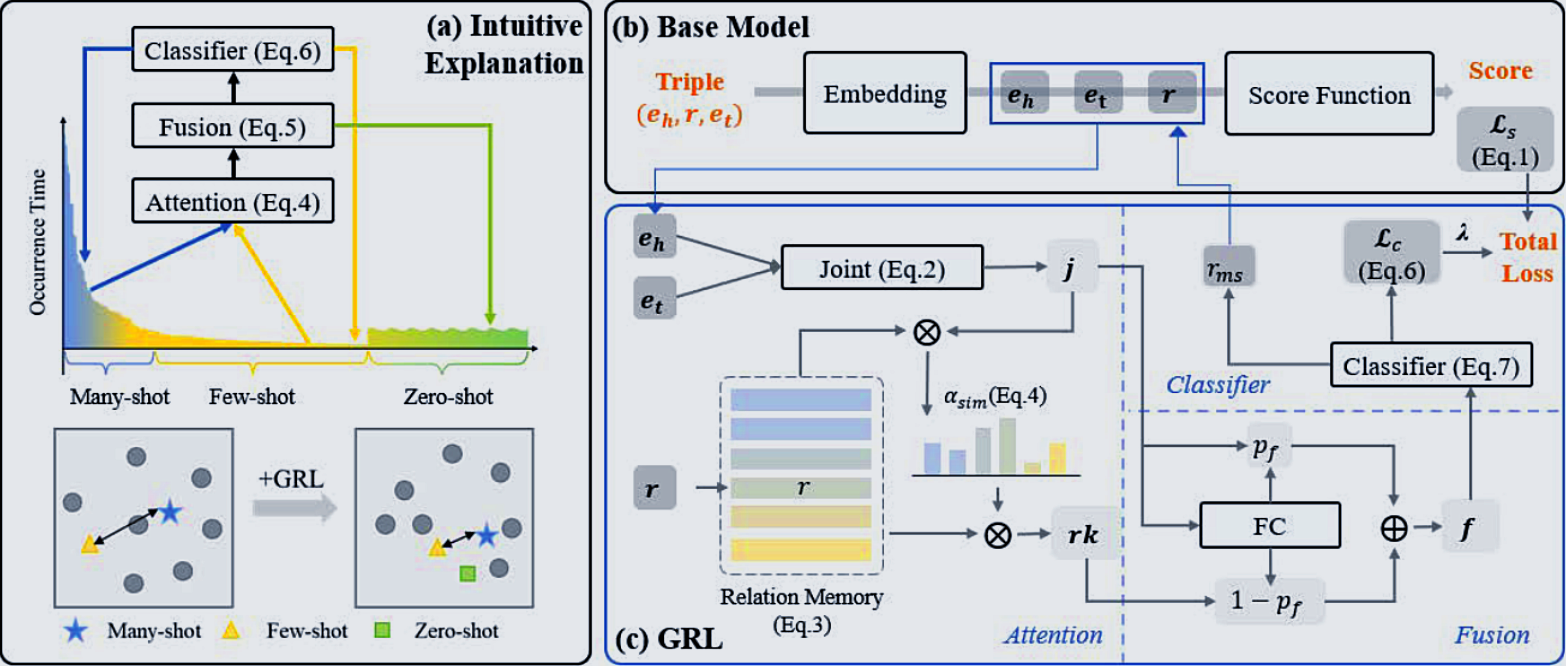 (a) Intuitive
Explanation
Classifier (Eq.6)
Fusion (Eq.5)
Attention (Eq.4)
Occurrence Time
Many-shot
Few-shot
Zero-shot
+GRL
Many-shot
Few-shot
Zero-shot
(b) Base Model
Triple
(e_h, r, e_t)
Embedding
e_h
e_t
r
Score Function
Score
ℒ_s
(Eq.1)
e_h
e_t
Joint (Eq.2)
j
r_ms
ℒ_c
(Eq.6)
λ
Total
Loss
Classifier (Eq.7)
Classifier
α_sim(Eq.4)
r
r
rk
p_f
FC
1 − p_f
f
Relation Memory
(Eq.3)
(c) GRL
Attention
Fusion